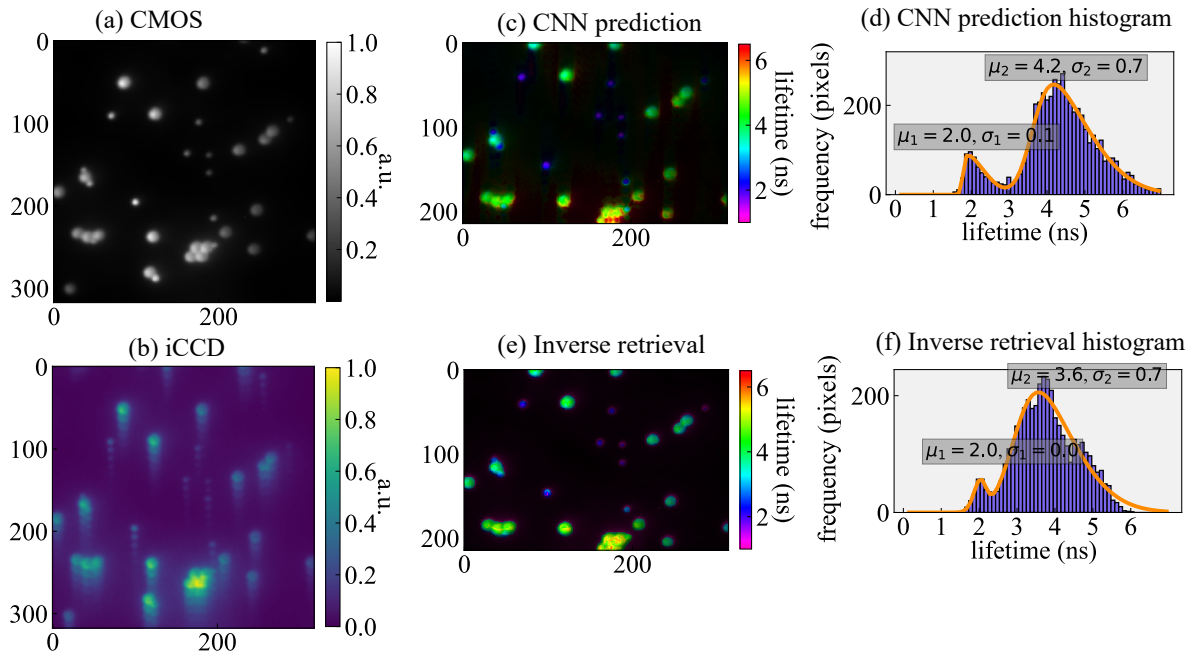 (a) CMOS
0
100
200
300
0
200
1.0
0.8
0.6
0.4
0.2
a.u.
(b) iCCD
0
100
200
300
0
200
1.0
0.8
0.6
0.4
0.2
0.0
a.u.
(c) CNN prediction
0
100
200
0
200
6
4
2
lifetime (ns)
(d) CNN prediction histogram
μ₂ = 4.2, σ₂ = 0.7
μ₁ = 2.0, σ₁ = 0.1
frequency (pixels)
200
0
0 1 2 3 4 5 6
lifetime (ns)
(e) Inverse retrieval
0
100
200
0
200
6
4
2
lifetime (ns)
(f) Inverse retrieval histogram
μ₂ = 3.6, σ₂ = 0.7
μ₁ = 2.0, σ₁ = 0.0
frequency (pixels)
200
0
0 1 2 3 4 5 6
lifetime (ns)